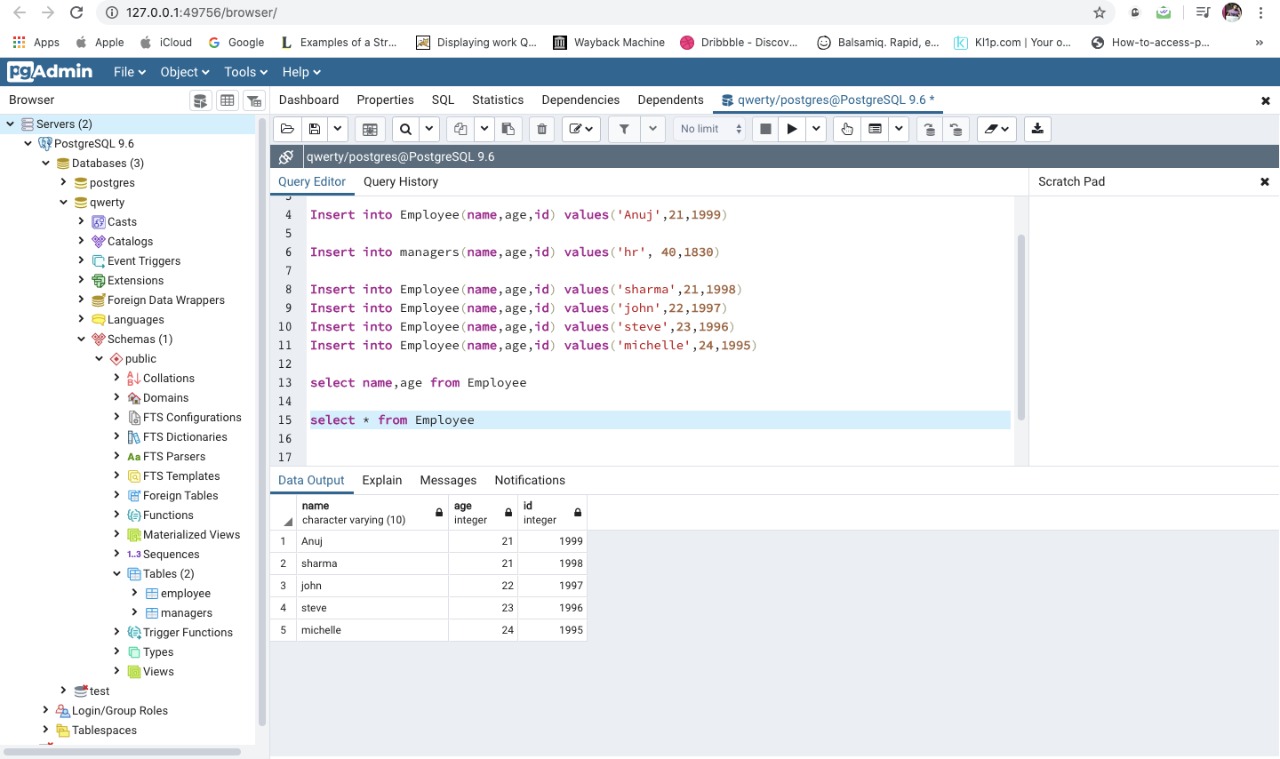 127.0.0.1:49756/browser/
Apps Apple iCloud Google Examples of a Str... Displaying work Q... Wayback Machine Dribbble - Discov... Balsamiq. Rapid, e... Kl1p.com | Your o... How-to-access-p... »
pgAdmin File Object Tools Help
Browser
Dashboard Properties SQL Statistics Dependencies Dependents qwerty/postgres@PostgreSQL 9.6 *
No limit
qwerty/postgres@PostgreSQL 9.6
Query Editor Query History
Scratch Pad
Servers (2)
PostgreSQL 9.6
Databases (3)
postgres
qwerty
Casts
Catalogs
Event Triggers
Extensions
Foreign Data Wrappers
Languages
Schemas (1)
public
Collations
Domains
FTS Configurations
FTS Dictionaries
Aa FTS Parsers
FTS Templates
Foreign Tables
Functions
Materialized Views
1..3 Sequences
Tables (2)
employee
managers
Trigger Functions
Types
Views
test
Login/Group Roles
Tablespaces
3
4 Insert into Employee(name,age,id) values('Anuj',21,1999)
5
6 Insert into managers(name,age,id) values('hr', 40,1830)
7
8 Insert into Employee(name,age,id) values('sharma',21,1998)
9 Insert into Employee(name,age,id) values('john',22,1997)
10 Insert into Employee(name,age,id) values('steve',23,1996)
11 Insert into Employee(name,age,id) values('michelle',24,1995)
12
13 select name,age from Employee
14
15 select * from Employee
16
17
Data Output Explain Messages Notifications
name age id
character varying (10) integer integer
1 Anuj 21 1999
2 sharma 21 1998
3 john 22 1997
4 steve 23 1996
5 michelle 24 1995